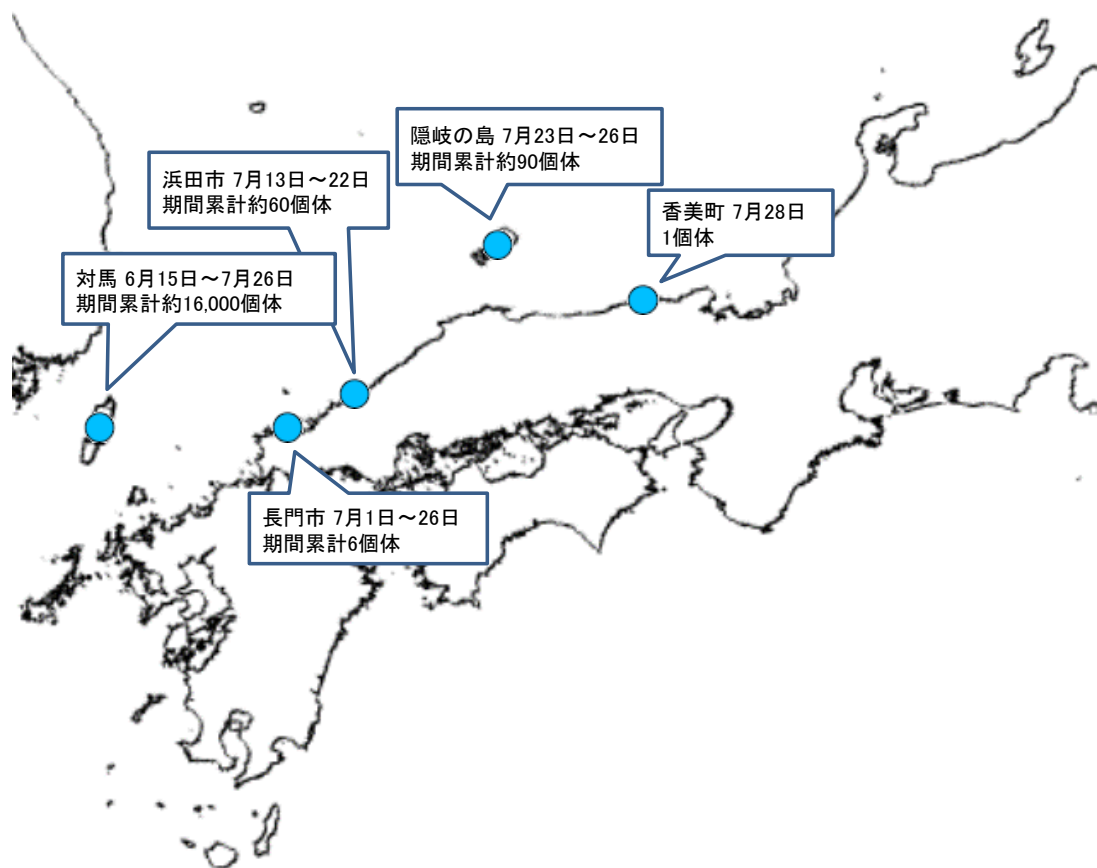 隠岐の島 7月23日～26日
期間累計約90個体
浜田市 7月13日～22日
期間累計約60個体
香美町 7月28日
1個体
対馬 6月15日～7月26日
期間累計約16,000個体
長門市 7月1日～26日
期間累計6個体